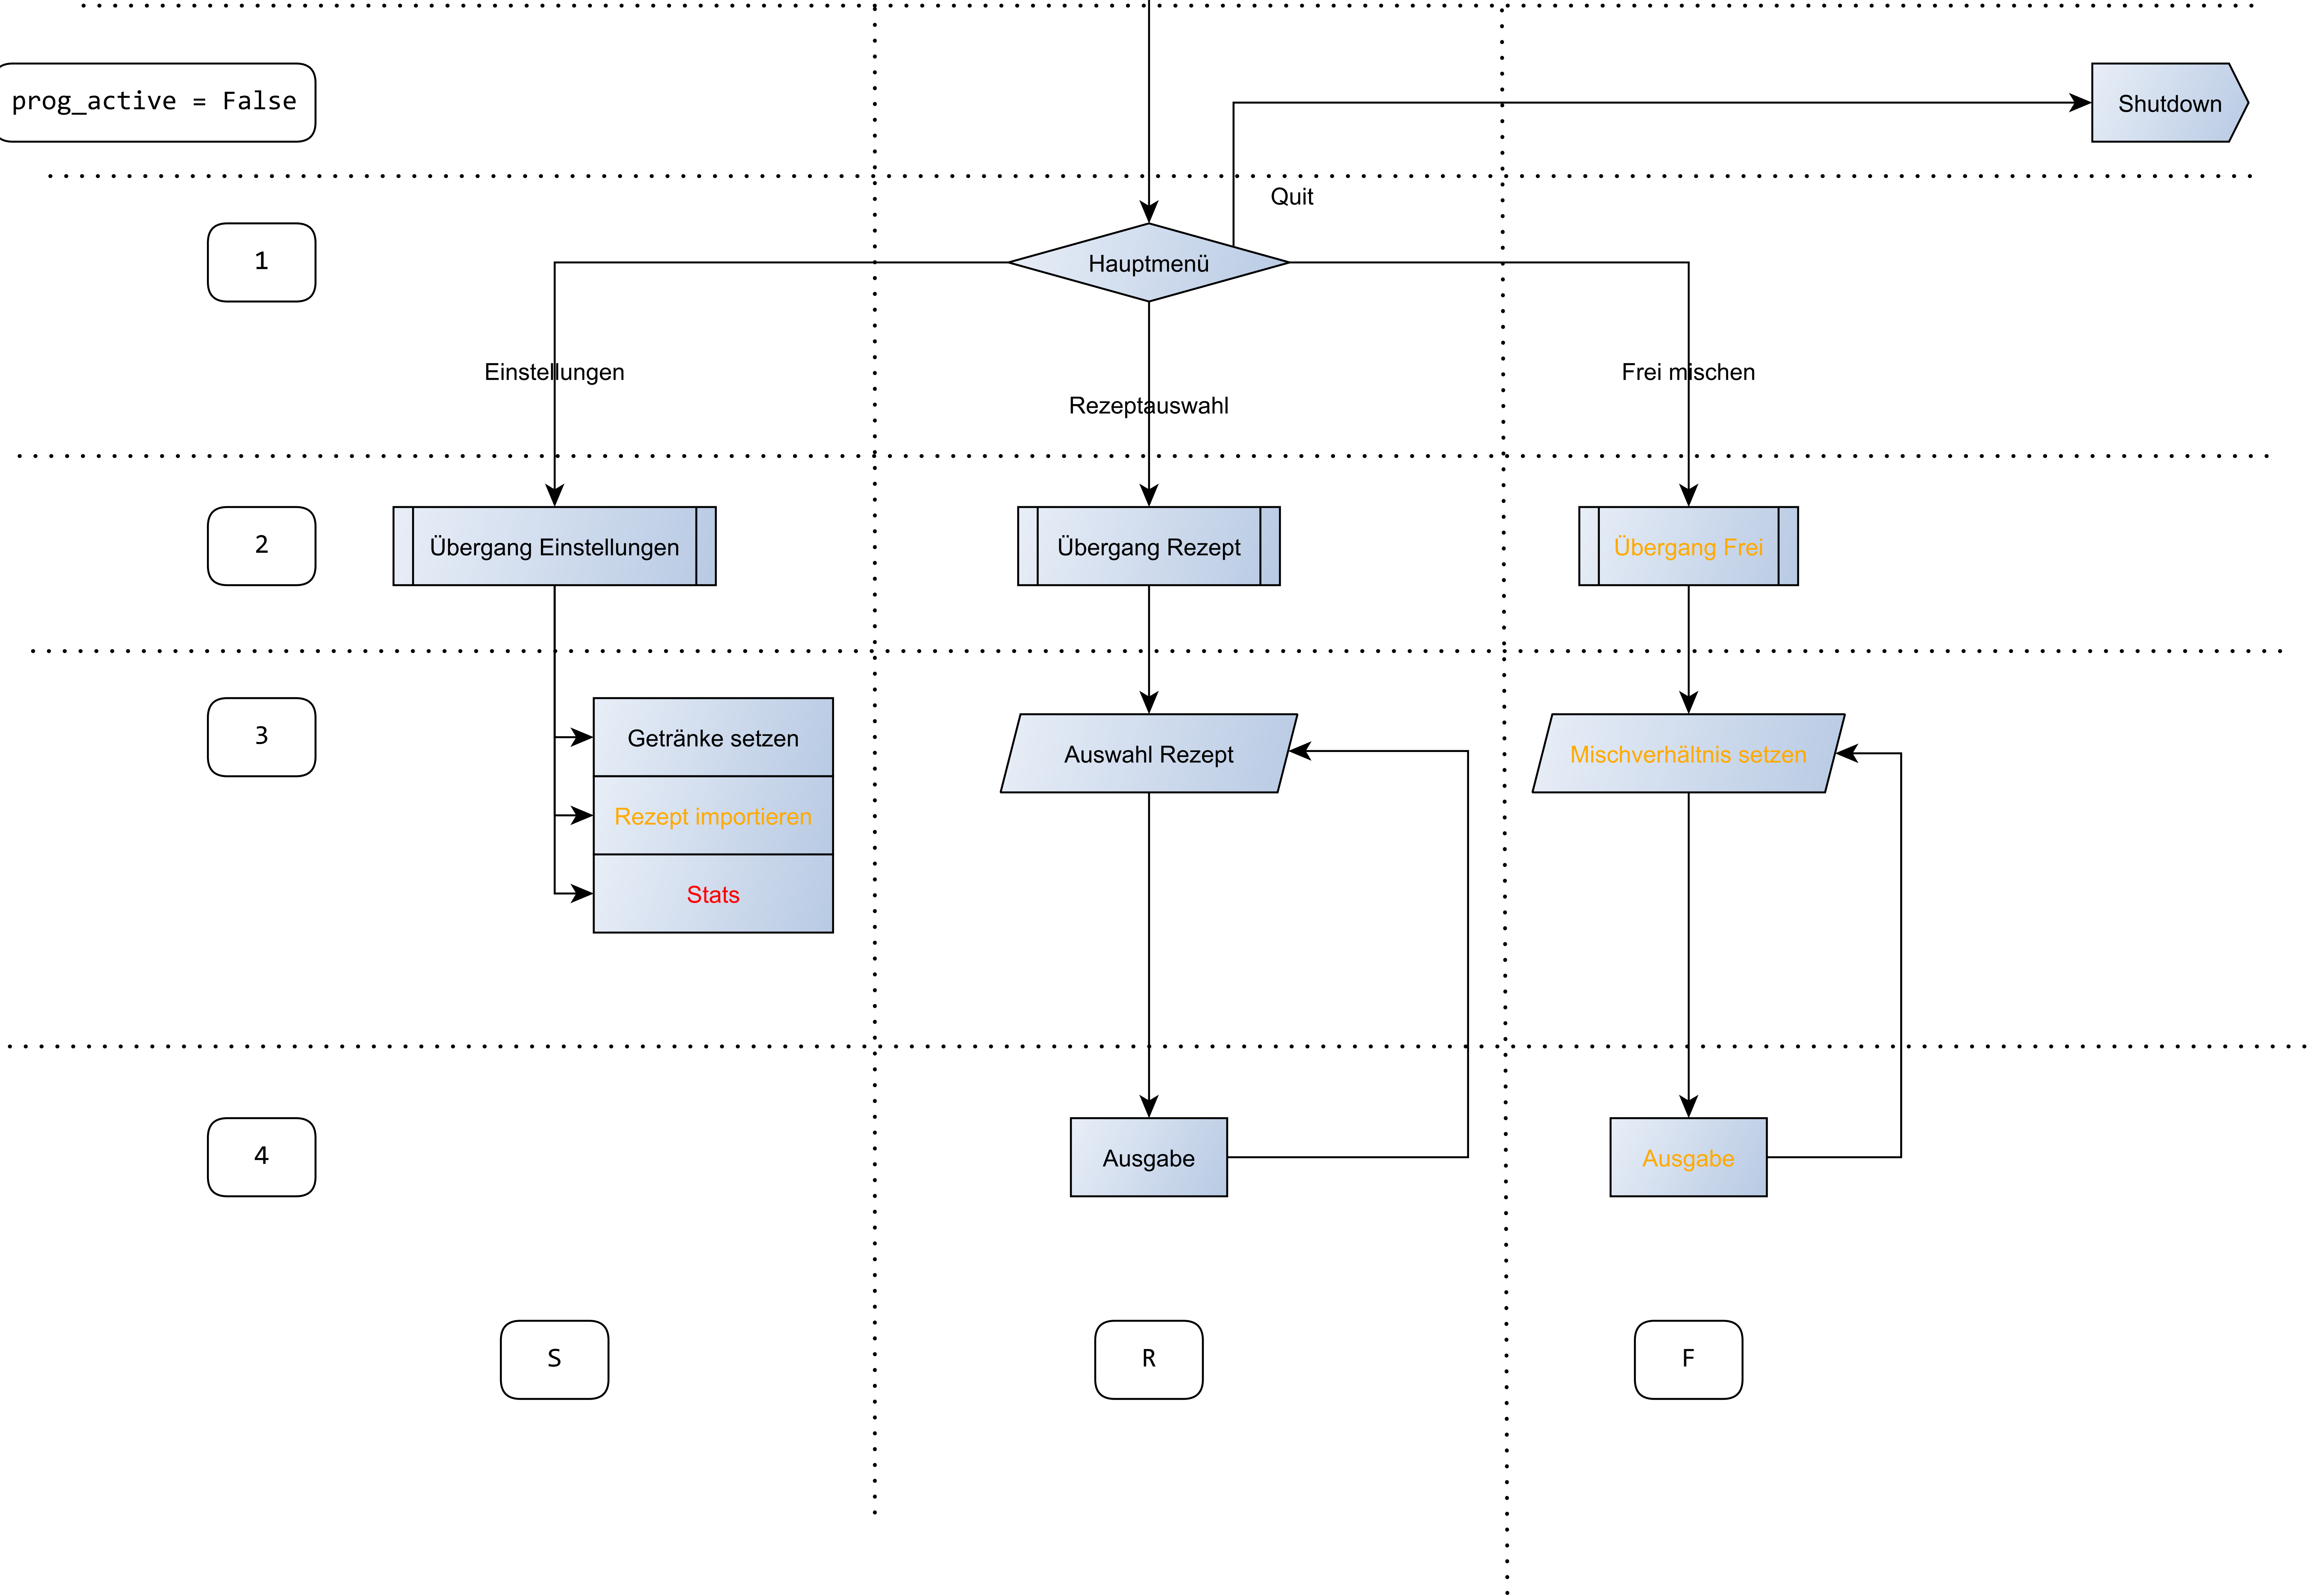 prog_active = False
Shutdown
Quit
1
Hauptmenü
Einstellungen
Frei mischen
Rezeptauswahl
2
Übergang Einstellungen
Übergang Rezept
Übergang Frei
3
Getränke setzen
Auswahl Rezept
Mischverhältnis setzen
Rezept importieren
Stats
4
Ausgabe
Ausgabe
S
R
F